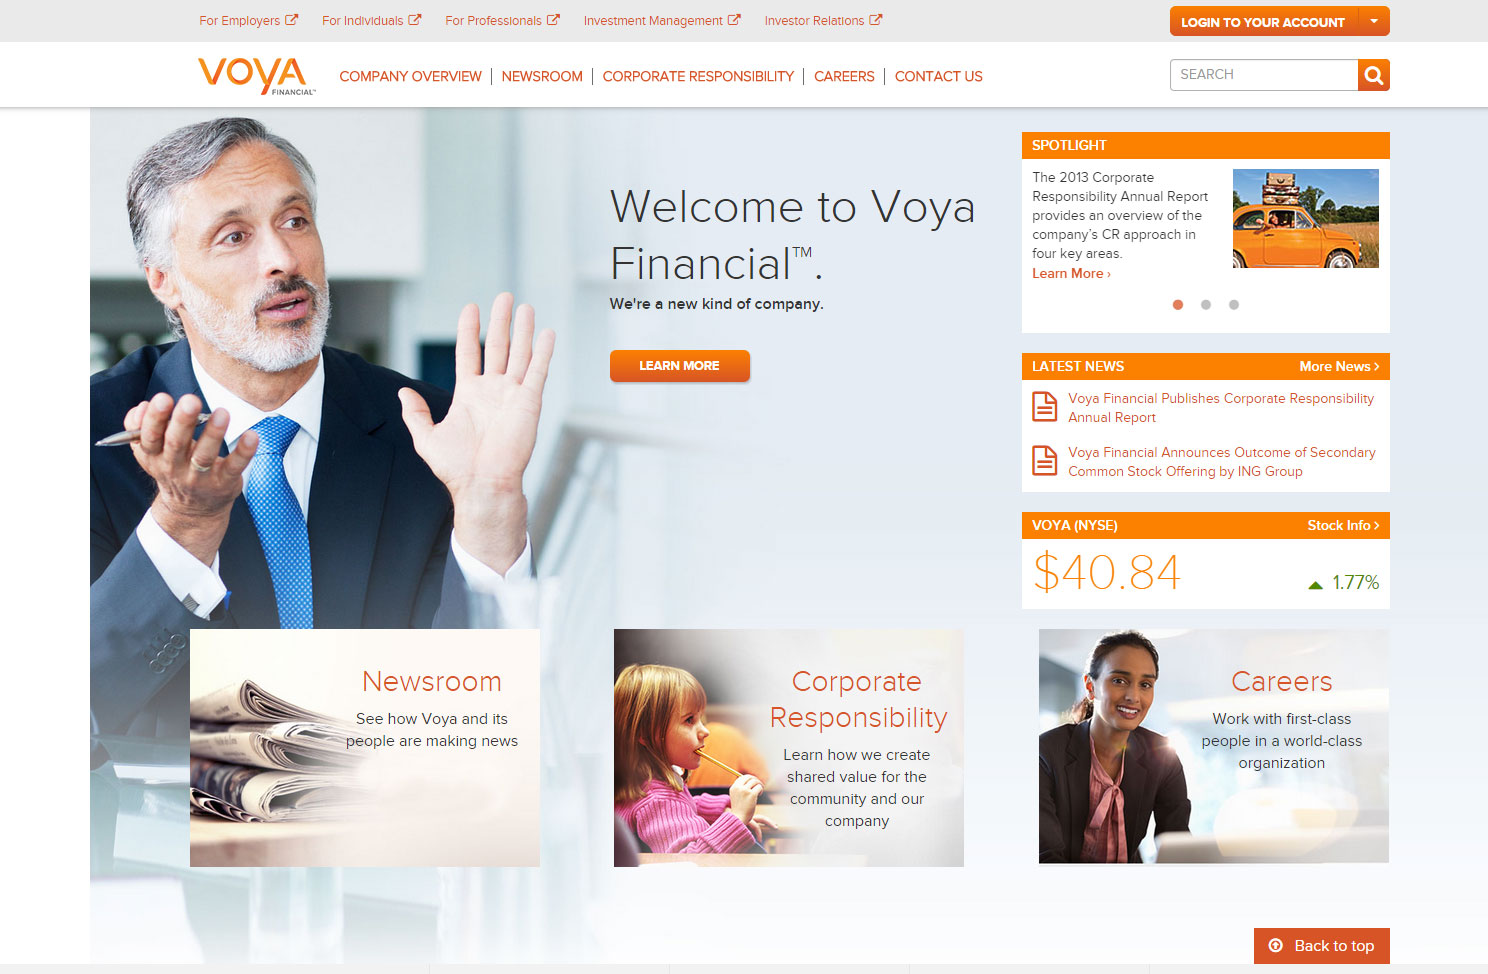 For Employers
For Individuals
For Professionals
Investment Management
Investor Relations
LOGIN TO YOUR ACCOUNT
VOYA
FINANCIAL™
COMPANY OVERVIEW
NEWSROOM
CORPORATE RESPONSIBILITY
CAREERS
CONTACT US
SEARCH
Welcome to Voya
Financial™.
We're a new kind of company.
LEARN MORE
SPOTLIGHT
The 2013 Corporate
Responsibility Annual Report
provides an overview of the
company's CR approach in
four key areas.
Learn More ›
LATEST NEWS
More News ›
Voya Financial Publishes Corporate Responsibility
Annual Report
Voya Financial Announces Outcome of Secondary
Common Stock Offering by ING Group
VOYA (NYSE)
Stock Info ›
$40.84
1.77%
Newsroom
See how Voya and its
people are making news
Corporate
Responsibility
Learn how we create
shared value for the
community and our
company
Careers
Work with first-class
people in a world-class
organization
Back to top